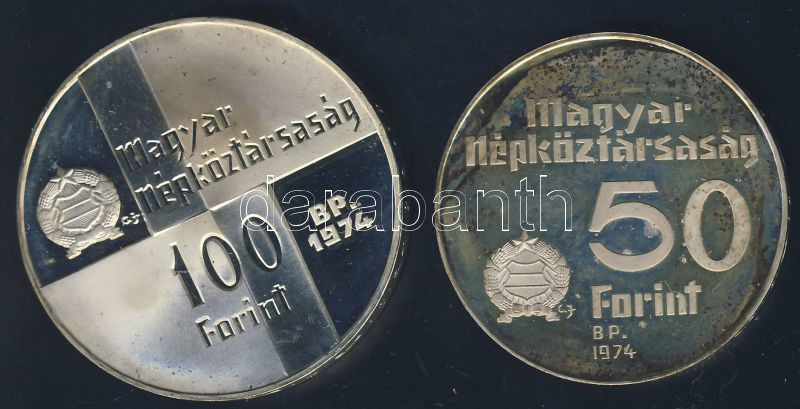 Magyar
népköztársaság
100
Forint
BP.
1974
Magyar
népköztársaság
50
Forint
BP.
1974
darabanth